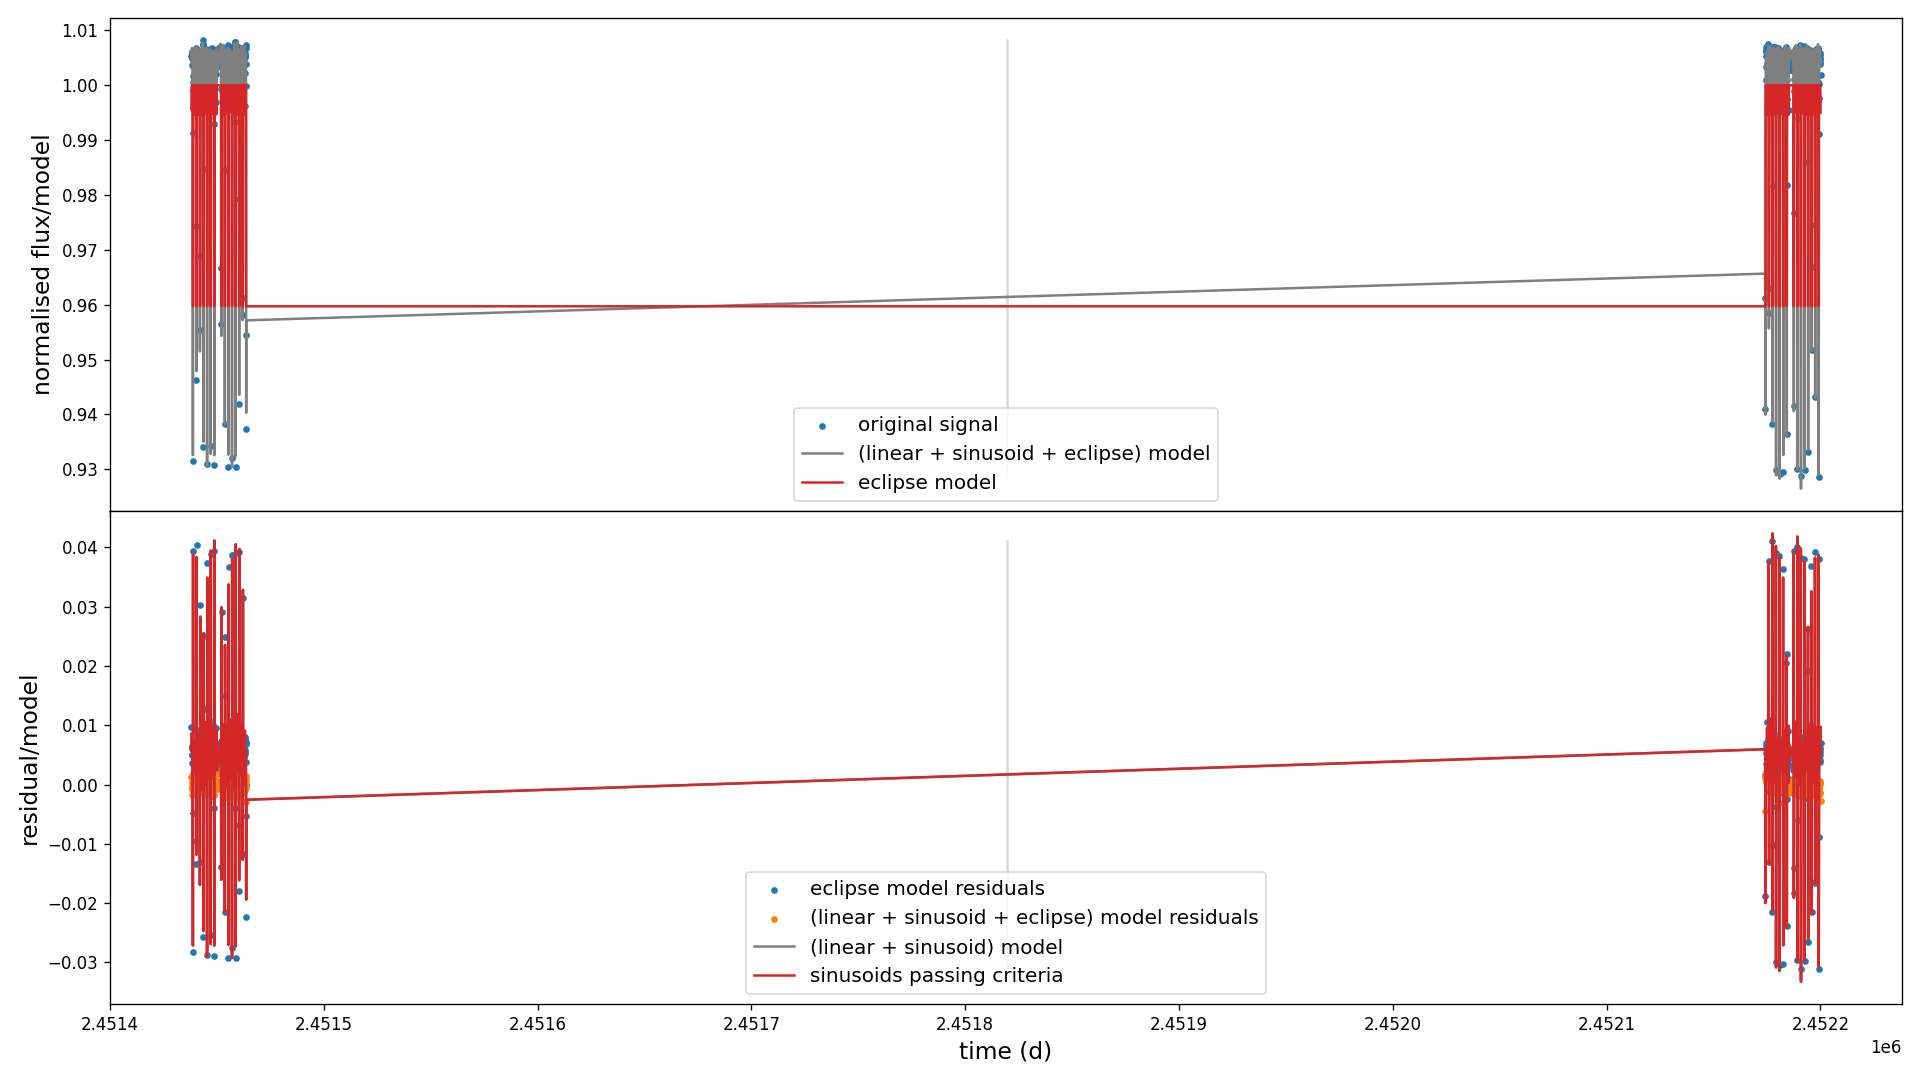 1.01
1.00
0.99
0.98
0.97
0.96
0.95
0.94
0.93
normalised flux/model
original signal
(linear + sinusoid + eclipse) model
eclipse model
0.04
0.03
0.02
0.01
0.00
−0.01
−0.02
−0.03
residual/model
eclipse model residuals
(linear + sinusoid + eclipse) model residuals
(linear + sinusoid) model
sinusoids passing criteria
2.4514 2.4515 2.4516 2.4517 2.4518 2.4519 2.4520 2.4521 2.4522
1e6
time (d)